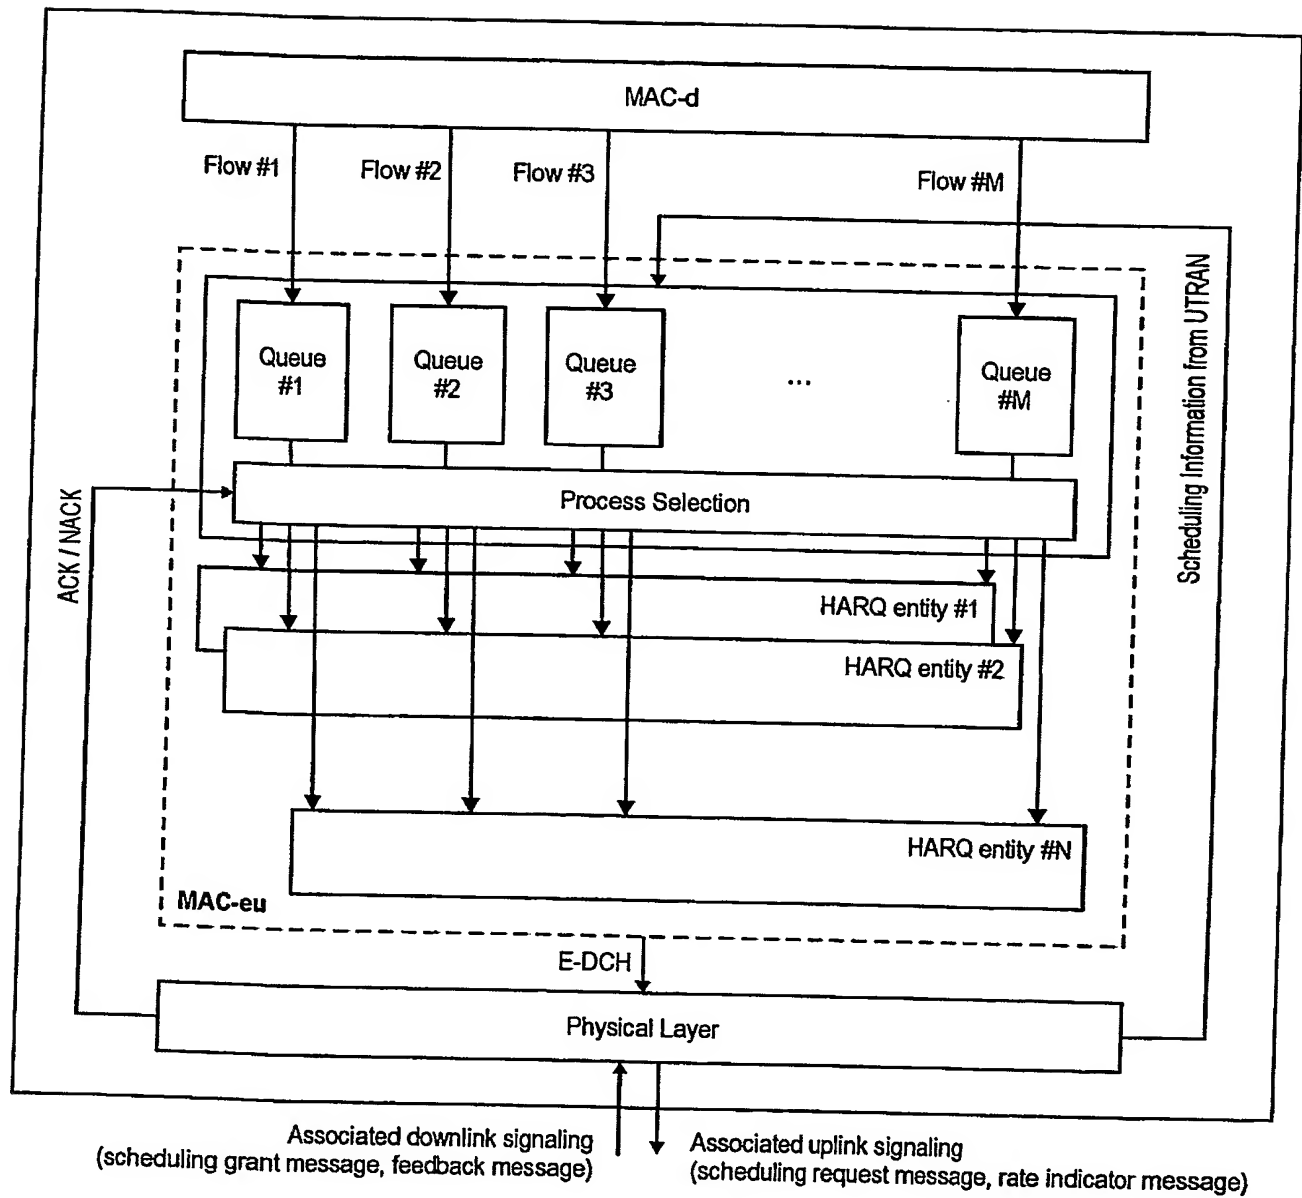 MAC-d
Flow #1
Flow #2
Flow #3
Flow #M
Queue
#1
Queue
#2
Queue
#3
...
Queue
#M
Process Selection
ACK / NACK
Scheduling Information from UTRAN
HARQ entity #1
HARQ entity #2
HARQ entity #N
MAC-eu
E-DCH
Physical Layer
Associated downlink signaling
(scheduling grant message, feedback message)
Associated uplink signaling
(scheduling request message, rate indicator message)